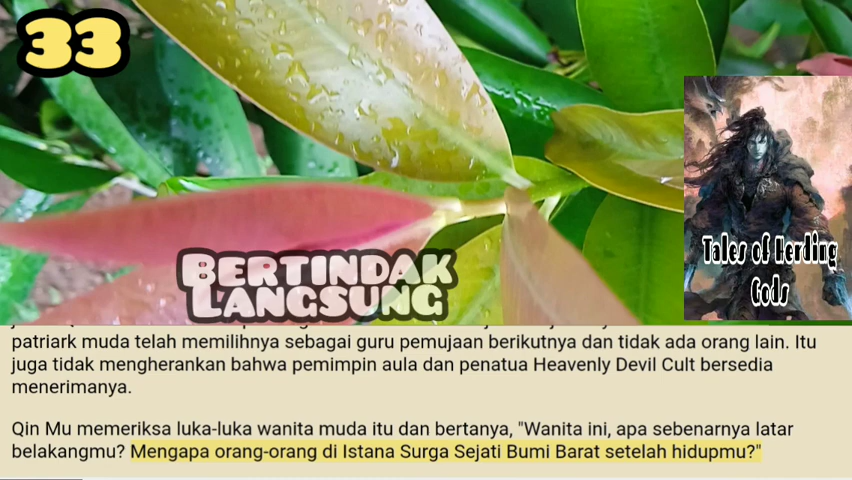 33
Tales of Herding
Gods
BERTINDAK
LANGSUNG
patriark muda telah memilihnya sebagai guru pemujaan berikutnya dan tidak ada orang lain. Itu
juga tidak mengherankan bahwa pemimpin aula dan penatua Heavenly Devil Cult bersedia
menerimanya.
Qin Mu memeriksa luka-luka wanita muda itu dan bertanya, "Wanita ini, apa sebenarnya latar
belakangmu? Mengapa orang-orang di Istana Surga Sejati Bumi Barat setelah hidupmu?"